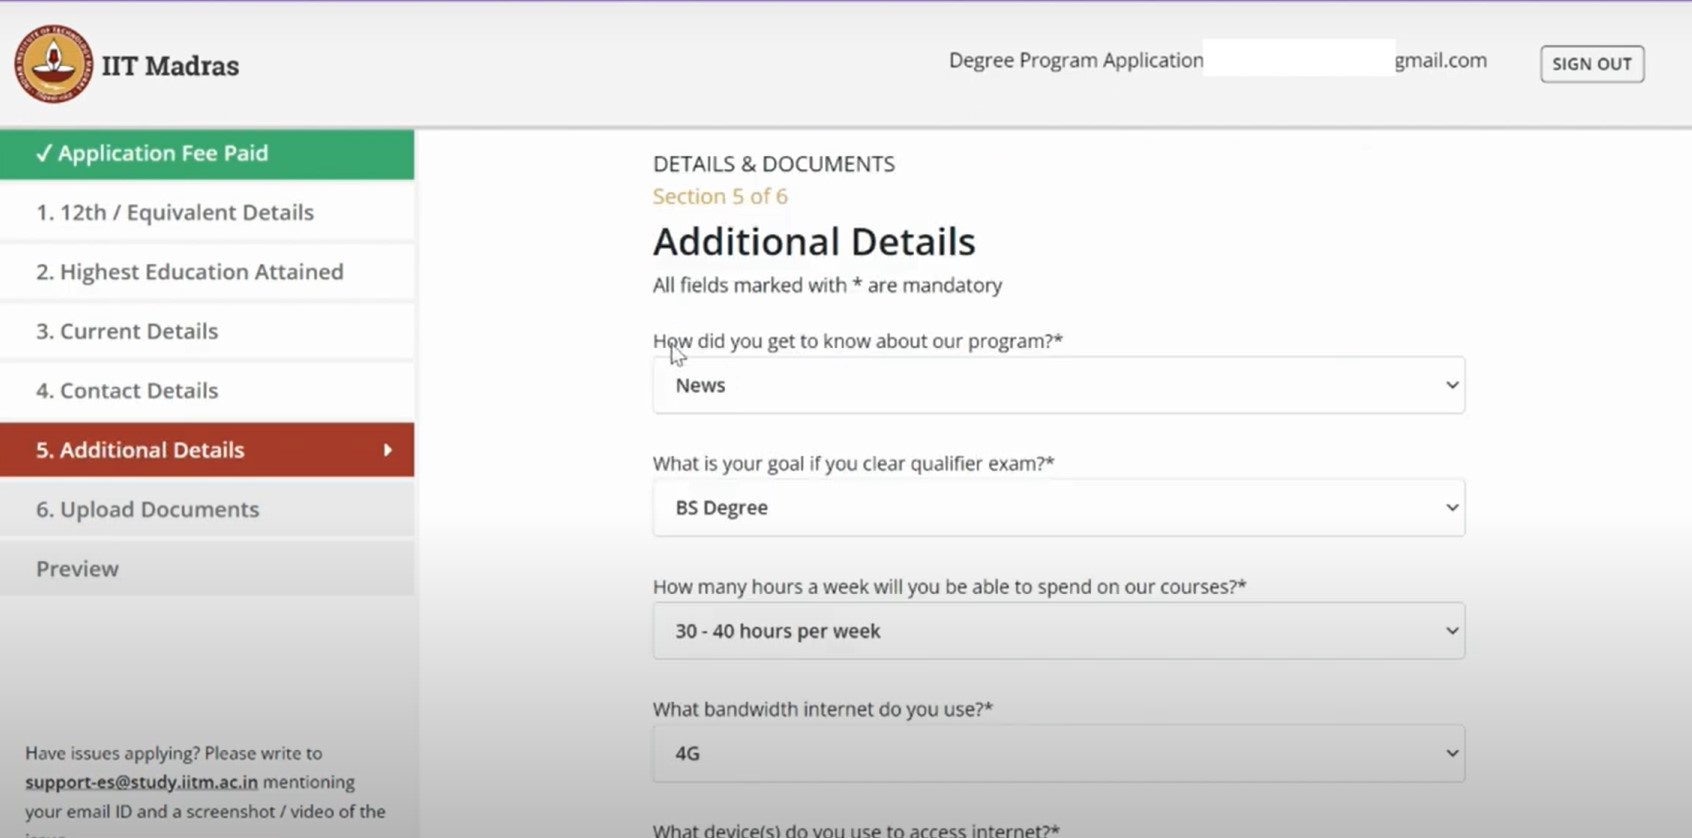 IIT Madras
Degree Program Application
gmail.com
SIGN OUT
✓ Application Fee Paid
1. 12th / Equivalent Details
2. Highest Education Attained
3. Current Details
4. Contact Details
5. Additional Details
6. Upload Documents
Preview
Have issues applying? Please write to
support-es@study.iitm.ac.in mentioning
your email ID and a screenshot / video of the
DETAILS & DOCUMENTS
Section 5 of 6
Additional Details
All fields marked with * are mandatory
How did you get to know about our program?*
News
What is your goal if you clear qualifier exam?*
BS Degree
How many hours a week will you be able to spend on our courses?*
30 - 40 hours per week
What bandwidth internet do you use?*
4G
What device(s) do you use to access internet?*